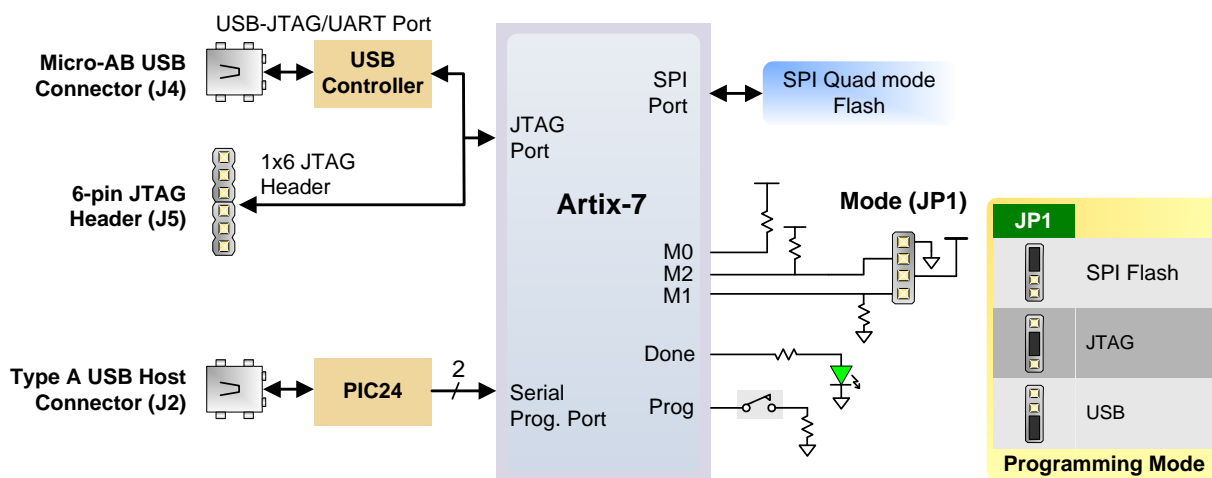 USB-JTAG/UART Port
Micro-AB USB
Connector (J4)
USB
Controller
6-pin JTAG
Header (J5)
1x6 JTAG
Header
Type A USB Host
Connector (J2)
PIC24
2
JTAG
Port
Serial
Prog. Port
Artix-7
SPI
Port
M0
M2
M1
Done
Prog
SPI Quad mode
Flash
Mode (JP1)
JP1
SPI Flash
JTAG
USB
Programming Mode